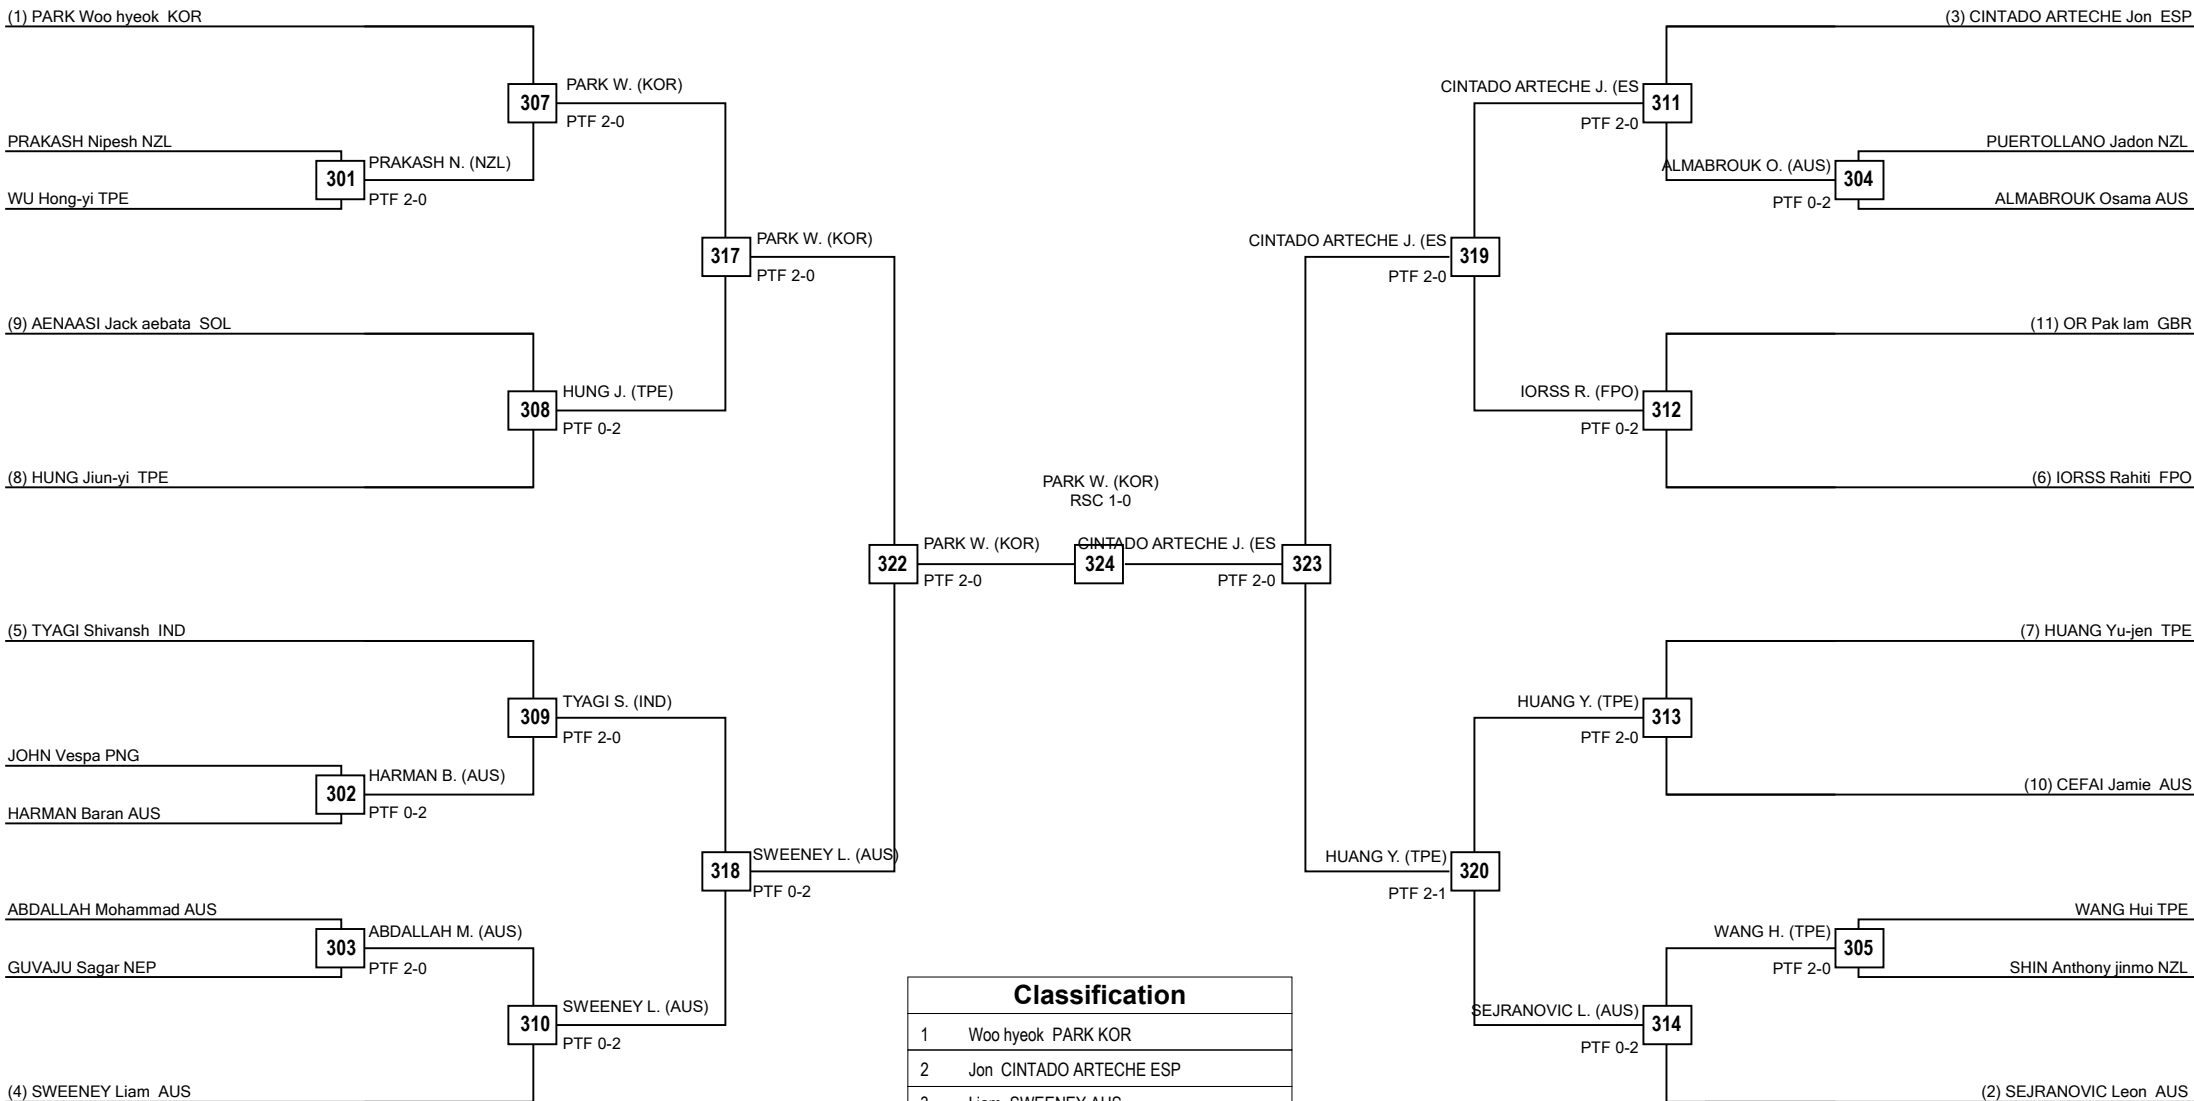 (1) PARK Woo hyeok KOR
307
PARK W. (KOR)
PTF 2-0
PRAKASH Nipesh NZL
301
PRAKASH N. (NZL)
PTF 2-0
WU Hong-yi TPE
317
PARK W. (KOR)
PTF 2-0
(9) AENAASI Jack aebata SOL
308
HUNG J. (TPE)
PTF 0-2
(8) HUNG Jiun-yi TPE
322
PARK W. (KOR)
PTF 2-0
(5) TYAGI Shivansh IND
309
TYAGI S. (IND)
PTF 2-0
JOHN Vespa PNG
302
HARMAN B. (AUS)
PTF 0-2
HARMAN Baran AUS
318
SWEENEY L. (AUS)
PTF 0-2
ABDALLAH Mohammad AUS
303
ABDALLAH M. (AUS)
PTF 2-0
GUVAJU Sagar NEP
310
SWEENEY L. (AUS)
PTF 0-2
(4) SWEENEY Liam AUS
PARK W. (KOR)
RSC 1-0
324
CINTADO ARTECHE J. (ES
PTF 2-0
323
(3) CINTADO ARTECHE Jon ESP
CINTADO ARTECHE J. (ES
PTF 2-0
311
PUERTOLLANO Jadon NZL
ALMABROUK O. (AUS)
PTF 0-2
304
ALMABROUK Osama AUS
CINTADO ARTECHE J. (ES
PTF 2-0
319
(11) OR Pak lam GBR
IORSS R. (FPO)
PTF 0-2
312
(6) IORSS Rahiti FPO
(7) HUANG Yu-jen TPE
HUANG Y. (TPE)
PTF 2-0
313
(10) CEFAI Jamie AUS
HUANG Y. (TPE)
PTF 2-1
320
WANG Hui TPE
WANG H. (TPE)
PTF 2-0
305
SHIN Anthony jinmo NZL
SEJRANOVIC L. (AUS)
PTF 0-2
314
(2) SEJRANOVIC Leon AUS
Classification
1 Woo hyeok PARK KOR
2 Jon CINTADO ARTECHE ESP
3 Liam SWEENEY AUS